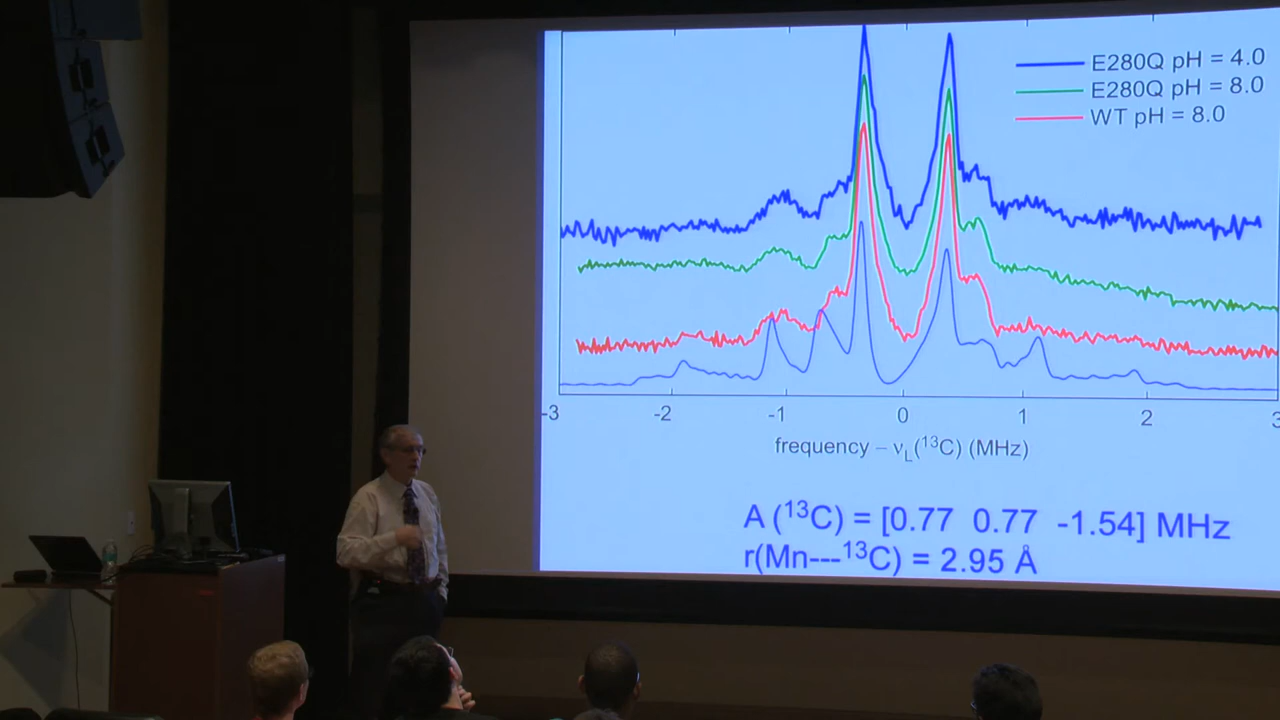 E280Q pH = 4.0
E280Q pH = 8.0
WT pH = 8.0
-3 -2 -1 0 1 2 3
frequency – νL(¹³C) (MHz)
A (¹³C) = [0.77 0.77 -1.54] MHz
r(Mn---¹³C) = 2.95 Å